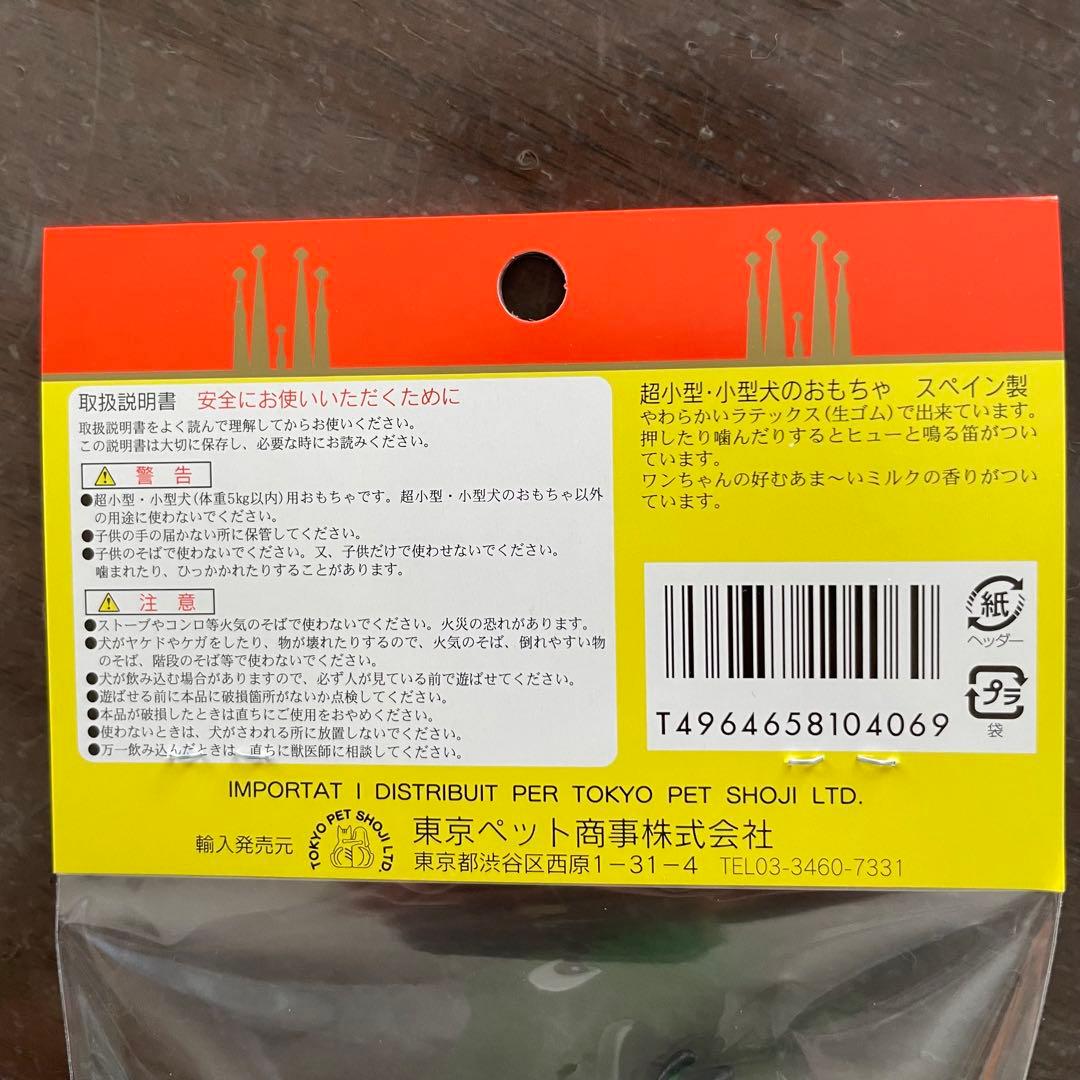 取扱説明書 安全にお使いいただくために
取扱説明書をよく読んで理解してからお使いください。
この説明書は大切に保存し、必要な時にお読みください。
警告
●超小型・小型犬(体重5kg以内)用おもちゃです。超小型・小型犬のおもちゃ以外
の用途に使わないでください。
●子供の手の届かない所に保管してください。
●子供のそばで使わないでください。又、子供だけで使わせないでください。
噛まれたり、ひっかかれたりすることがあります。
注意
●ストーブやコンロ等火気のそばで使わないでください。火災の恐れがあります。
●犬がヤケドやケガをしたり、物が壊れたりするので、火気のそば、倒れやすい物
のそば、階段のそば等で使わないでください。
●犬が飲み込む場合がありますので、必ず人が見ている前で遊ばせてください。
●遊ばせる前に本品に破損箇所がないか点検してください。
●本品が破損したときは直ちにご使用をおやめください。
●使わないときは、犬がさわれる所に放置しないでください。
●万一飲み込んだときは、直ちに獣医師に相談してください。
超小型・小型犬のおもちゃ スペイン製
やわらかいラテックス(生ゴム)で出来ています。
押したり噛んだりするとヒューと鳴る笛がつい
ています。
ワンちゃんの好むあま〜いミルクの香りがつい
ています。
T4964658104069
紙
ヘッダー
プラ
袋
IMPORTAT I DISTRIBUIT PER TOKYO PET SHOJI LTD.
輸入発売元
TOKYO PET SHOJI LTD.
東京ペット商事株式会社
東京都渋谷区西原1-31-4 TEL03-3460-7331